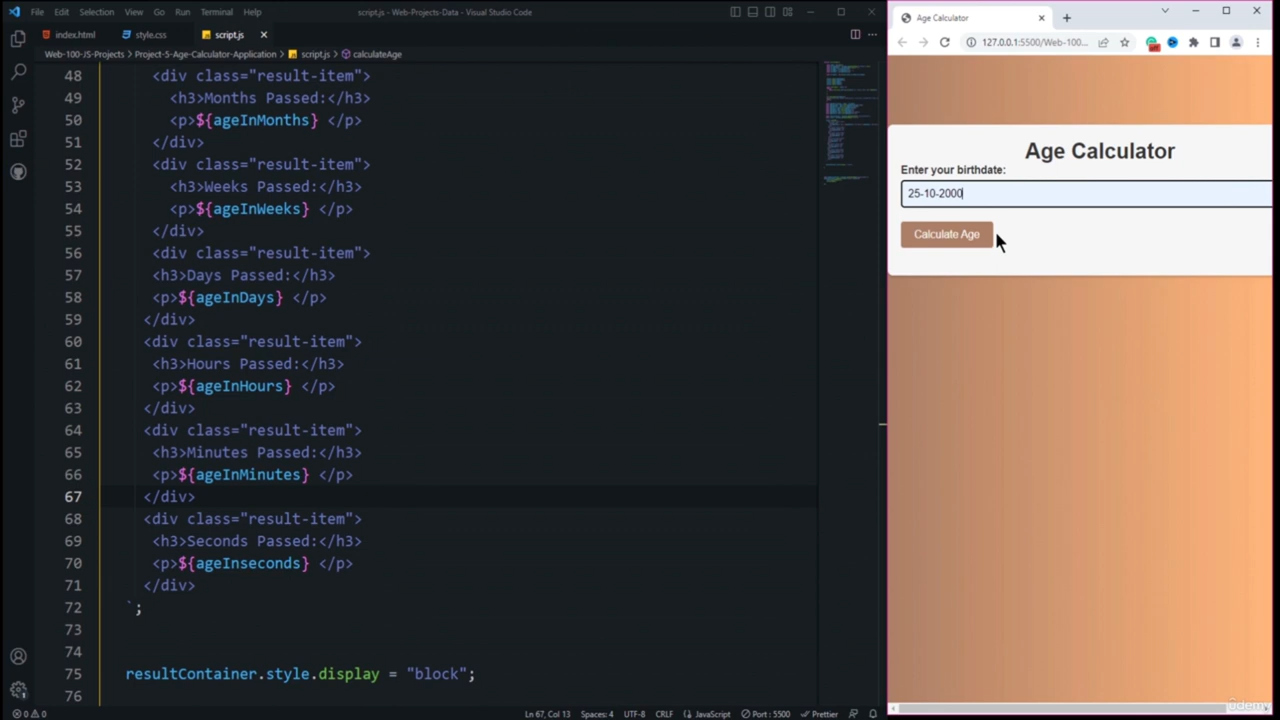 File Edit Selection View Go Run Terminal Help
script.js - Web-Projects-Data - Visual Studio Code
index.html
style.css
script.js
Web-100-JS-Projects > Project-5-Age-Calculator-Application > script.js > calculateAge
48 <div class="result-item">
49 <h3>Months Passed:</h3>
50 <p>${ageInMonths} </p>
51 </div>
52 <div class="result-item">
53 <h3>Weeks Passed:</h3>
54 <p>${ageInWeeks} </p>
55 </div>
56 <div class="result-item">
57 <h3>Days Passed:</h3>
58 <p>${ageInDays} </p>
59 </div>
60 <div class="result-item">
61 <h3>Hours Passed:</h3>
62 <p>${ageInHours} </p>
63 </div>
64 <div class="result-item">
65 <h3>Minutes Passed:</h3>
66 <p>${ageInMinutes} </p>
67 </div>
68 <div class="result-item">
69 <h3>Seconds Passed:</h3>
70 <p>${ageInseconds} </p>
71 </div>
72 `;
73
74
75 resultContainer.style.display = "block";
76
0 0
Ln 67, Col 13 Spaces: 4 UTF-8 CRLF JavaScript Port : 5500 Prettier
Age Calculator
127.0.0.1:5500/Web-100...
Age Calculator
Enter your birthdate:
25-10-2000
Calculate Age
Udemy